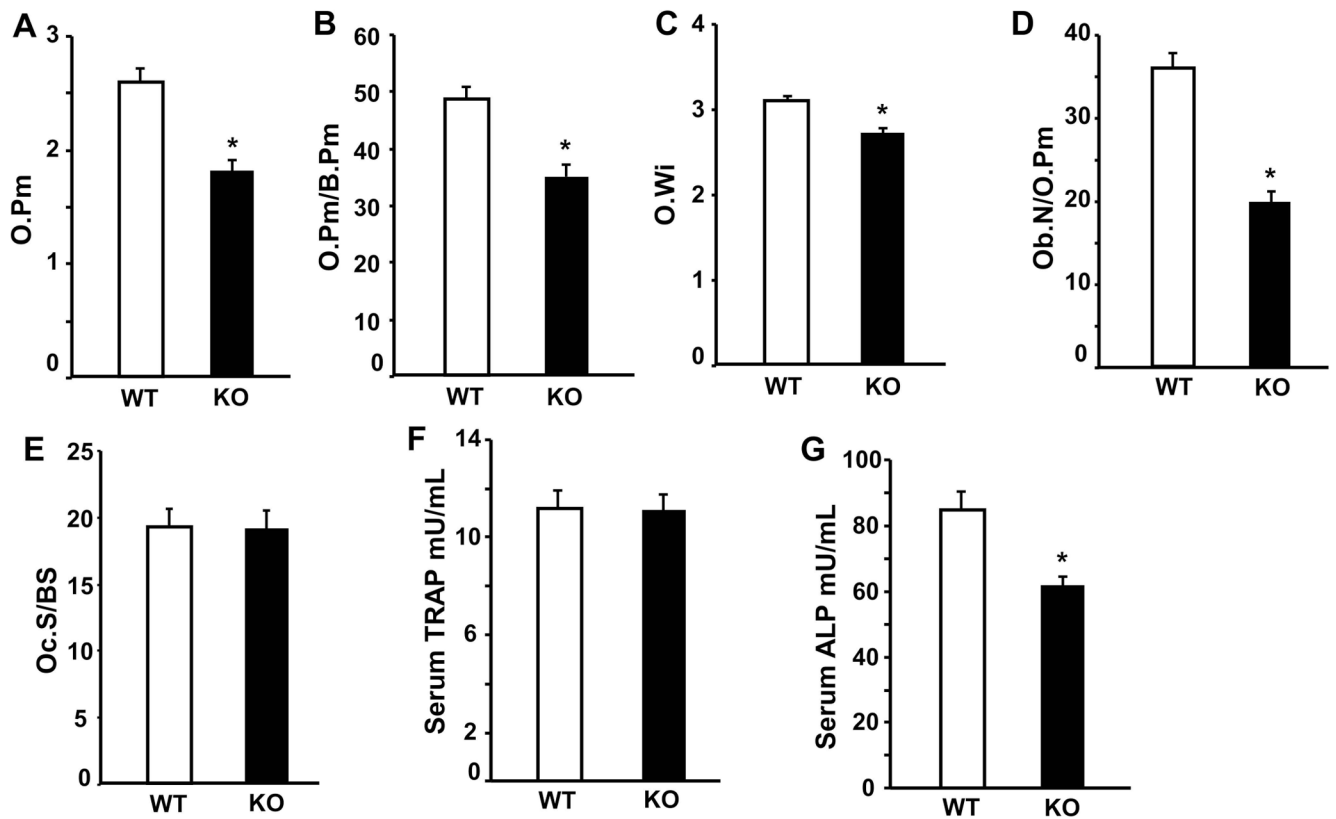 A
3
2
1
0
O.Pm
WT
KO
*
B
60
50
40
30
20
10
0
O.Pm/B.Pm
WT
KO
*
C
4
3
2
1
0
O.Wi
WT
KO
*
D
40
30
20
10
0
Ob.N/O.Pm
WT
KO
*
E
25
20
15
10
5
0
Oc.S/BS
WT
KO
F
14
11
8
6
2
0
Serum TRAP mU/mL
WT
KO
G
100
80
60
40
20
0
Serum ALP mU/mL
WT
KO
*